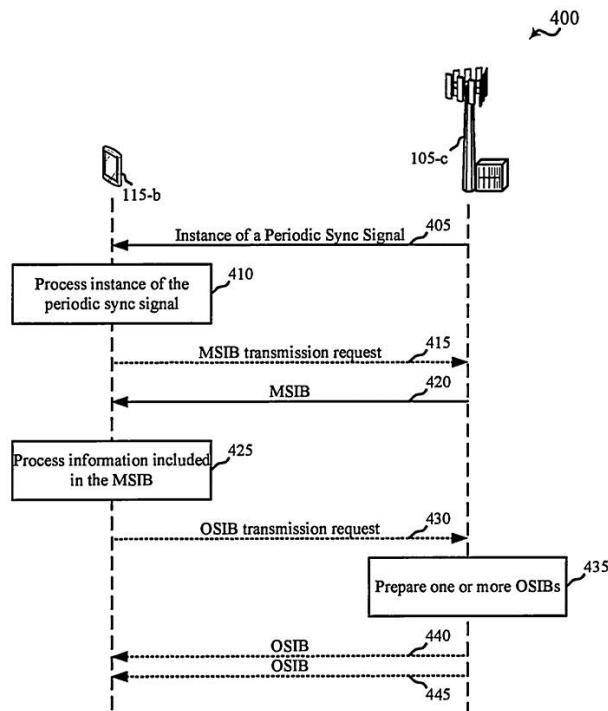 400
105-c
115-b
Instance of a Periodic Sync Signal
405
Process instance of the
periodic sync signal
410
MSIB transmission request
415
MSIB
420
Process information included
in the MSIB
425
OSIB transmission request
430
Prepare one or more OSIBs
435
OSIB
440
OSIB
445